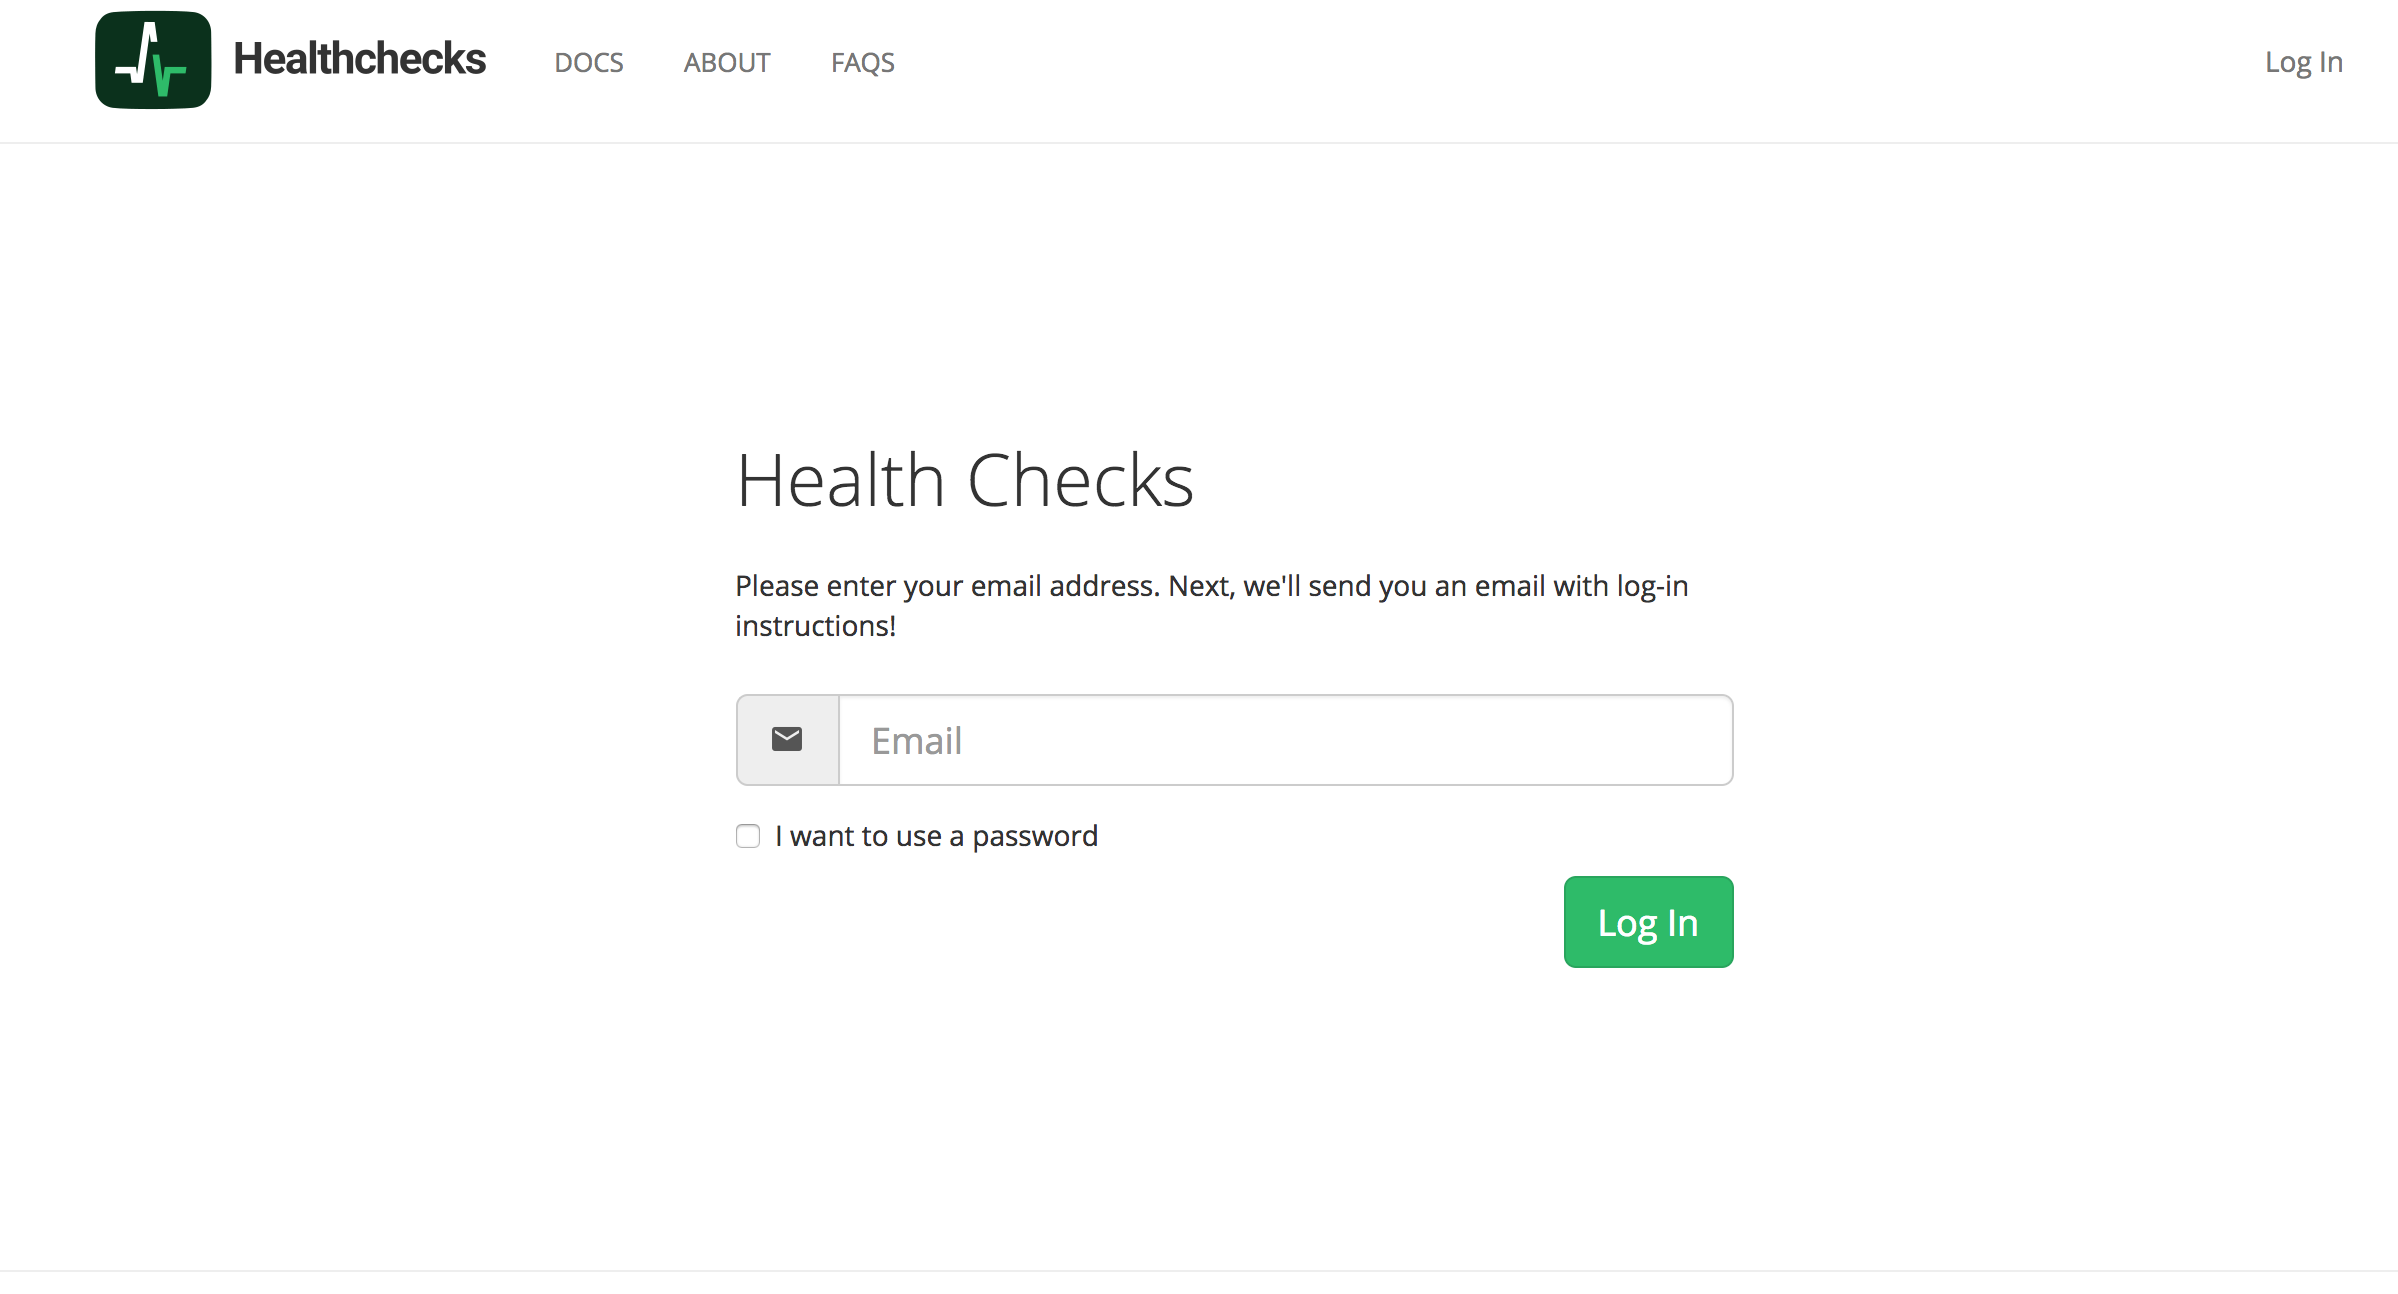 Healthchecks
DOCS
ABOUT
FAQS
Log In
Health Checks
Please enter your email address. Next, we'll send you an email with log-in
instructions!
Email
I want to use a password
Log In